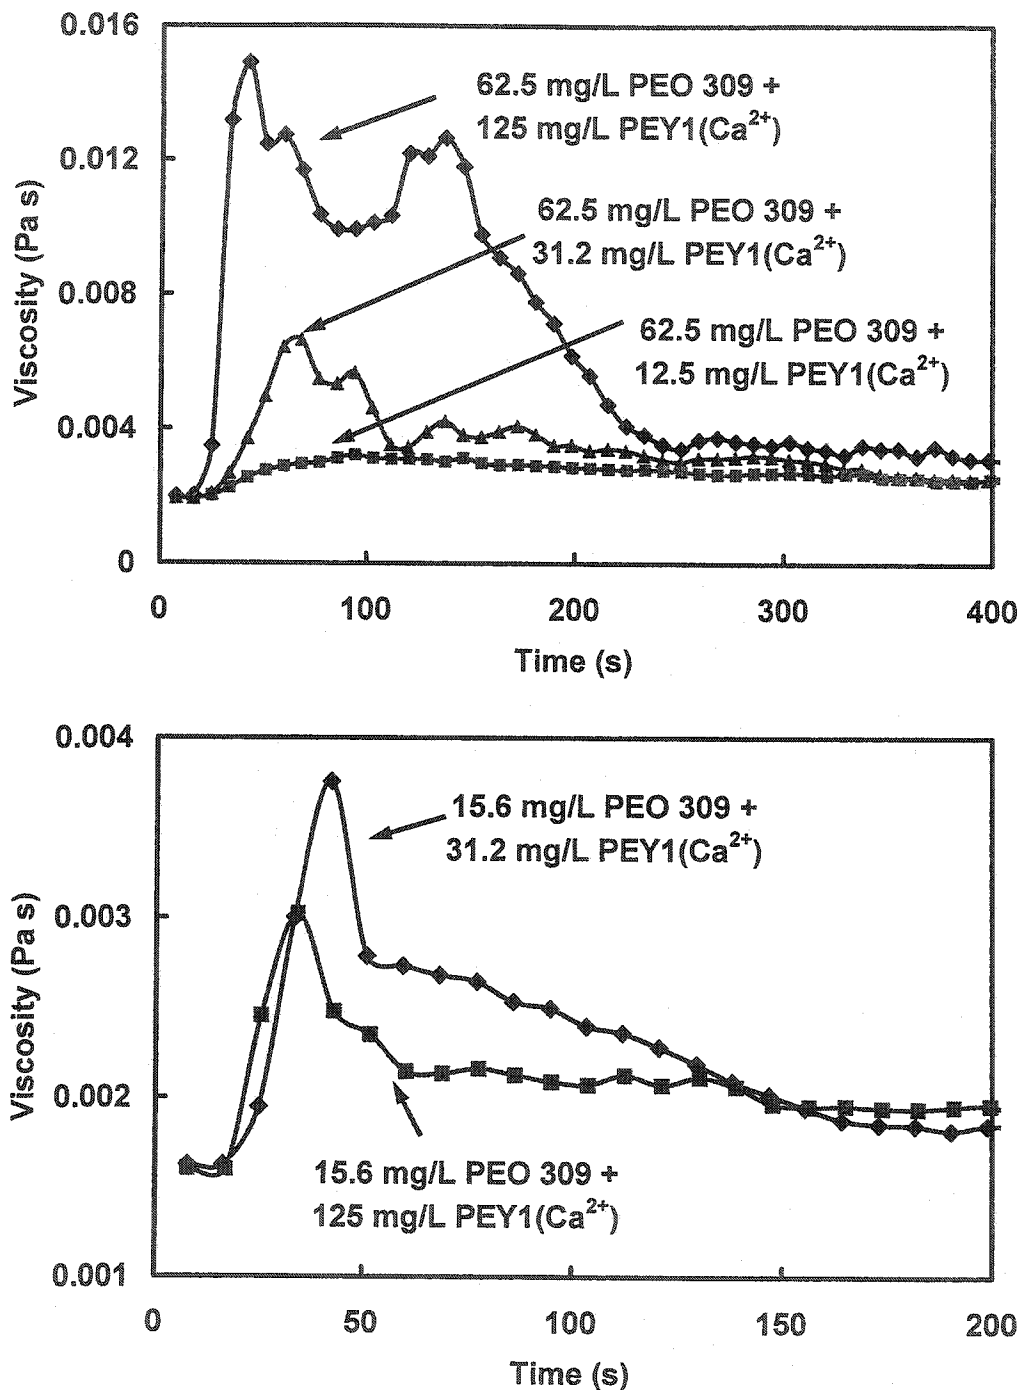 0.016
62.5 mg/L PEO 309 +
125 mg/L PEY1(Ca²⁺)
0.012
62.5 mg/L PEO 309 +
31.2 mg/L PEY1(Ca²⁺)
0.008
62.5 mg/L PEO 309 +
12.5 mg/L PEY1(Ca²⁺)
0.004
0
Viscosity (Pa s)
0 100 200 300 400
Time (s)
0.004
15.6 mg/L PEO 309 +
31.2 mg/L PEY1(Ca²⁺)
0.003
0.002
15.6 mg/L PEO 309 +
125 mg/L PEY1(Ca²⁺)
0.001
Viscosity (Pa s)
0 50 100 150 200
Time (s)